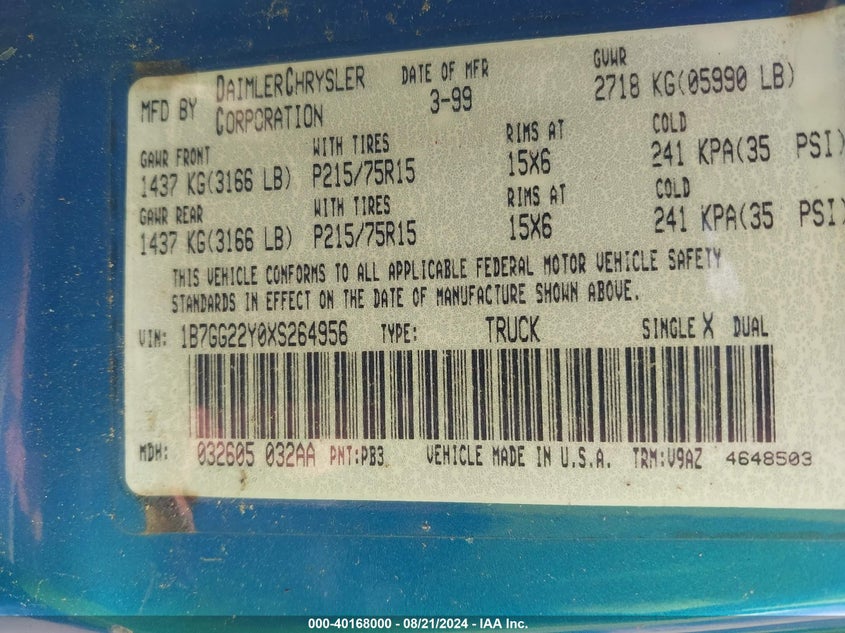 MFD BY DAIMLERCHRYSLER CORPORATION DATE OF MFR 3-99 GVWR 2718 KG(05990 LB)
GAWR FRONT WITH TIRES RIMS AT COLD
1437 KG(3166 LB) P215/75R15 15X6 241 KPA(35 PSI)
GAWR REAR WITH TIRES RIMS AT COLD
1437 KG(3166 LB) P215/75R15 15X6 241 KPA(35 PSI)
THIS VEHICLE CONFORMS TO ALL APPLICABLE FEDERAL MOTOR VEHICLE SAFETY
STANDARDS IN EFFECT ON THE DATE OF MANUFACTURE SHOWN ABOVE.
VIN: 1B7GG22Y0XS264956 TYPE: TRUCK SINGLE X DUAL
MDH: 032605 032AA PNT:PB3 VEHICLE MADE IN U.S.A. TRM:V9AZ 4648503
000-40168000 - 08/21/2024 - IAA Inc.